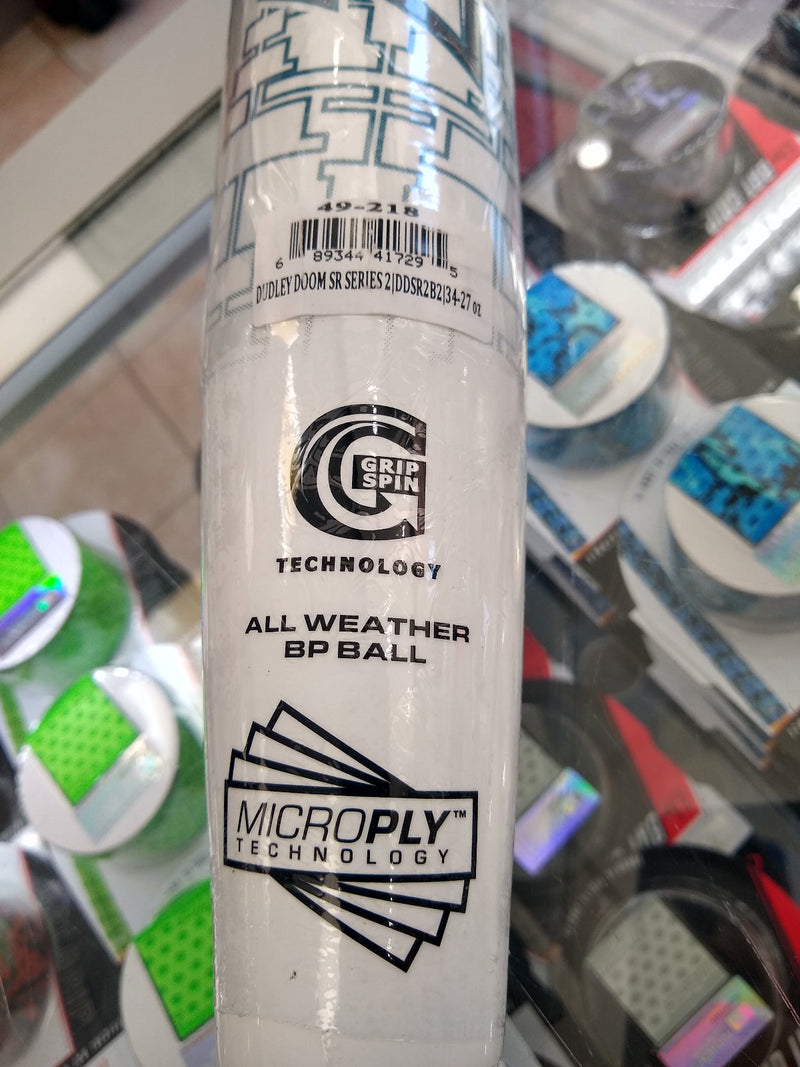 49-218
6 89344 41729 5
DUDLEY DOOM SR SERIES 2|DDSR2B2|34-27 oz
GRIP
SPIN
TECHNOLOGY
ALL WEATHER
BP BALL
MICROPLY™
TECHNOLOGY